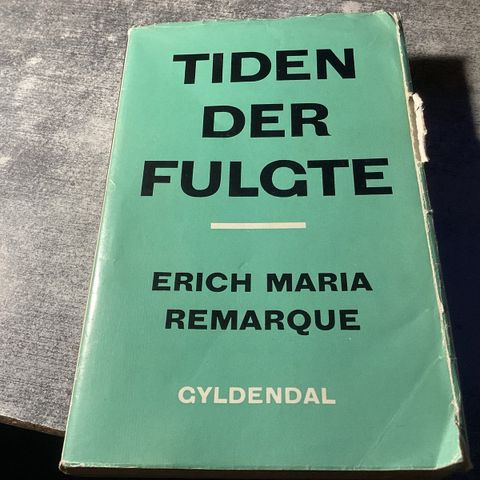 TIDEN
DER
FULGTE
ERICH MARIA
REMARQUE
GYLDENDAL